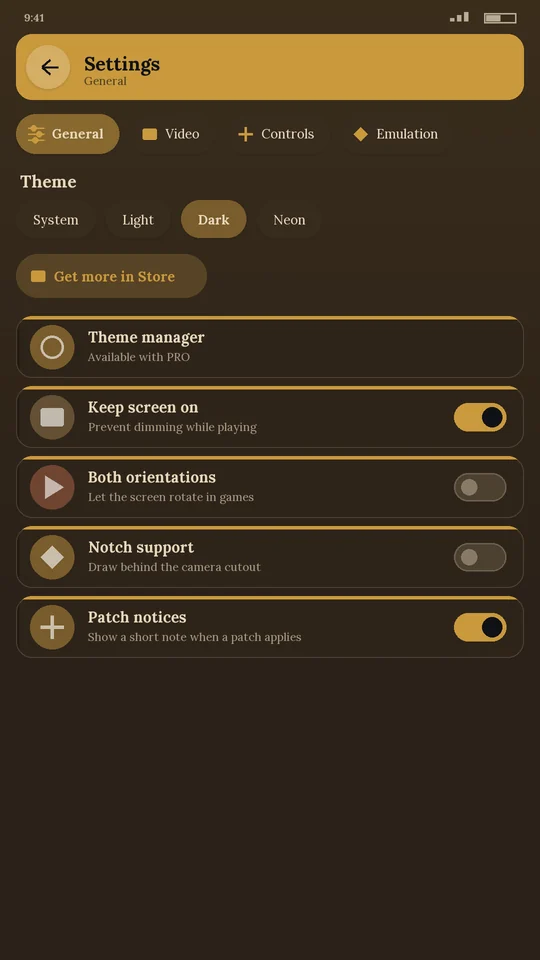 9:41
Settings
General
General
Video
Controls
Emulation
Theme
System
Light
Dark
Neon
Get more in Store
Theme manager
Available with PRO
Keep screen on
Prevent dimming while playing
Both orientations
Let the screen rotate in games
Notch support
Draw behind the camera cutout
Patch notices
Show a short note when a patch applies